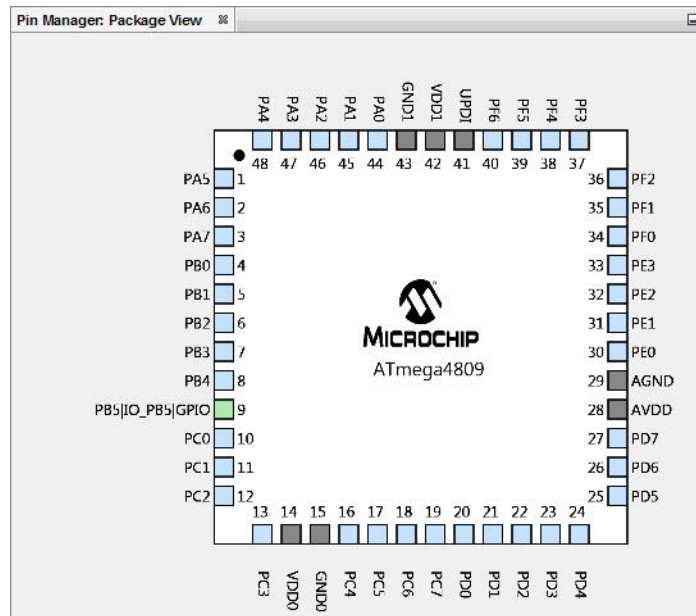 Pin Manager: Package View
PA4 PA3 PA2 PA1 PA0 GND1 VDD1 UPDI PF6 PF5 PF4 PF3
48 47 46 45 44 43 42 41 40 39 38 37
PA5 1 36 PF2
PA6 2 35 PF1
PA7 3 34 PF0
PB0 4 33 PE3
PB1 5 32 PE2
PB2 6 31 PE1
PB3 7 30 PE0
PB4 8 29 AGND
PB5|IO_PB5|GPIO 9 28 AVDD
PC0 10 27 PD7
PC1 11 26 PD6
PC2 12 25 PD5
MICROCHIP
ATmega4809
13 14 15 16 17 18 19 20 21 22 23 24
PC3 VDD0 GND0 PC4 PC5 PC6 PC7 PD0 PD1 PD2 PD3 PD4